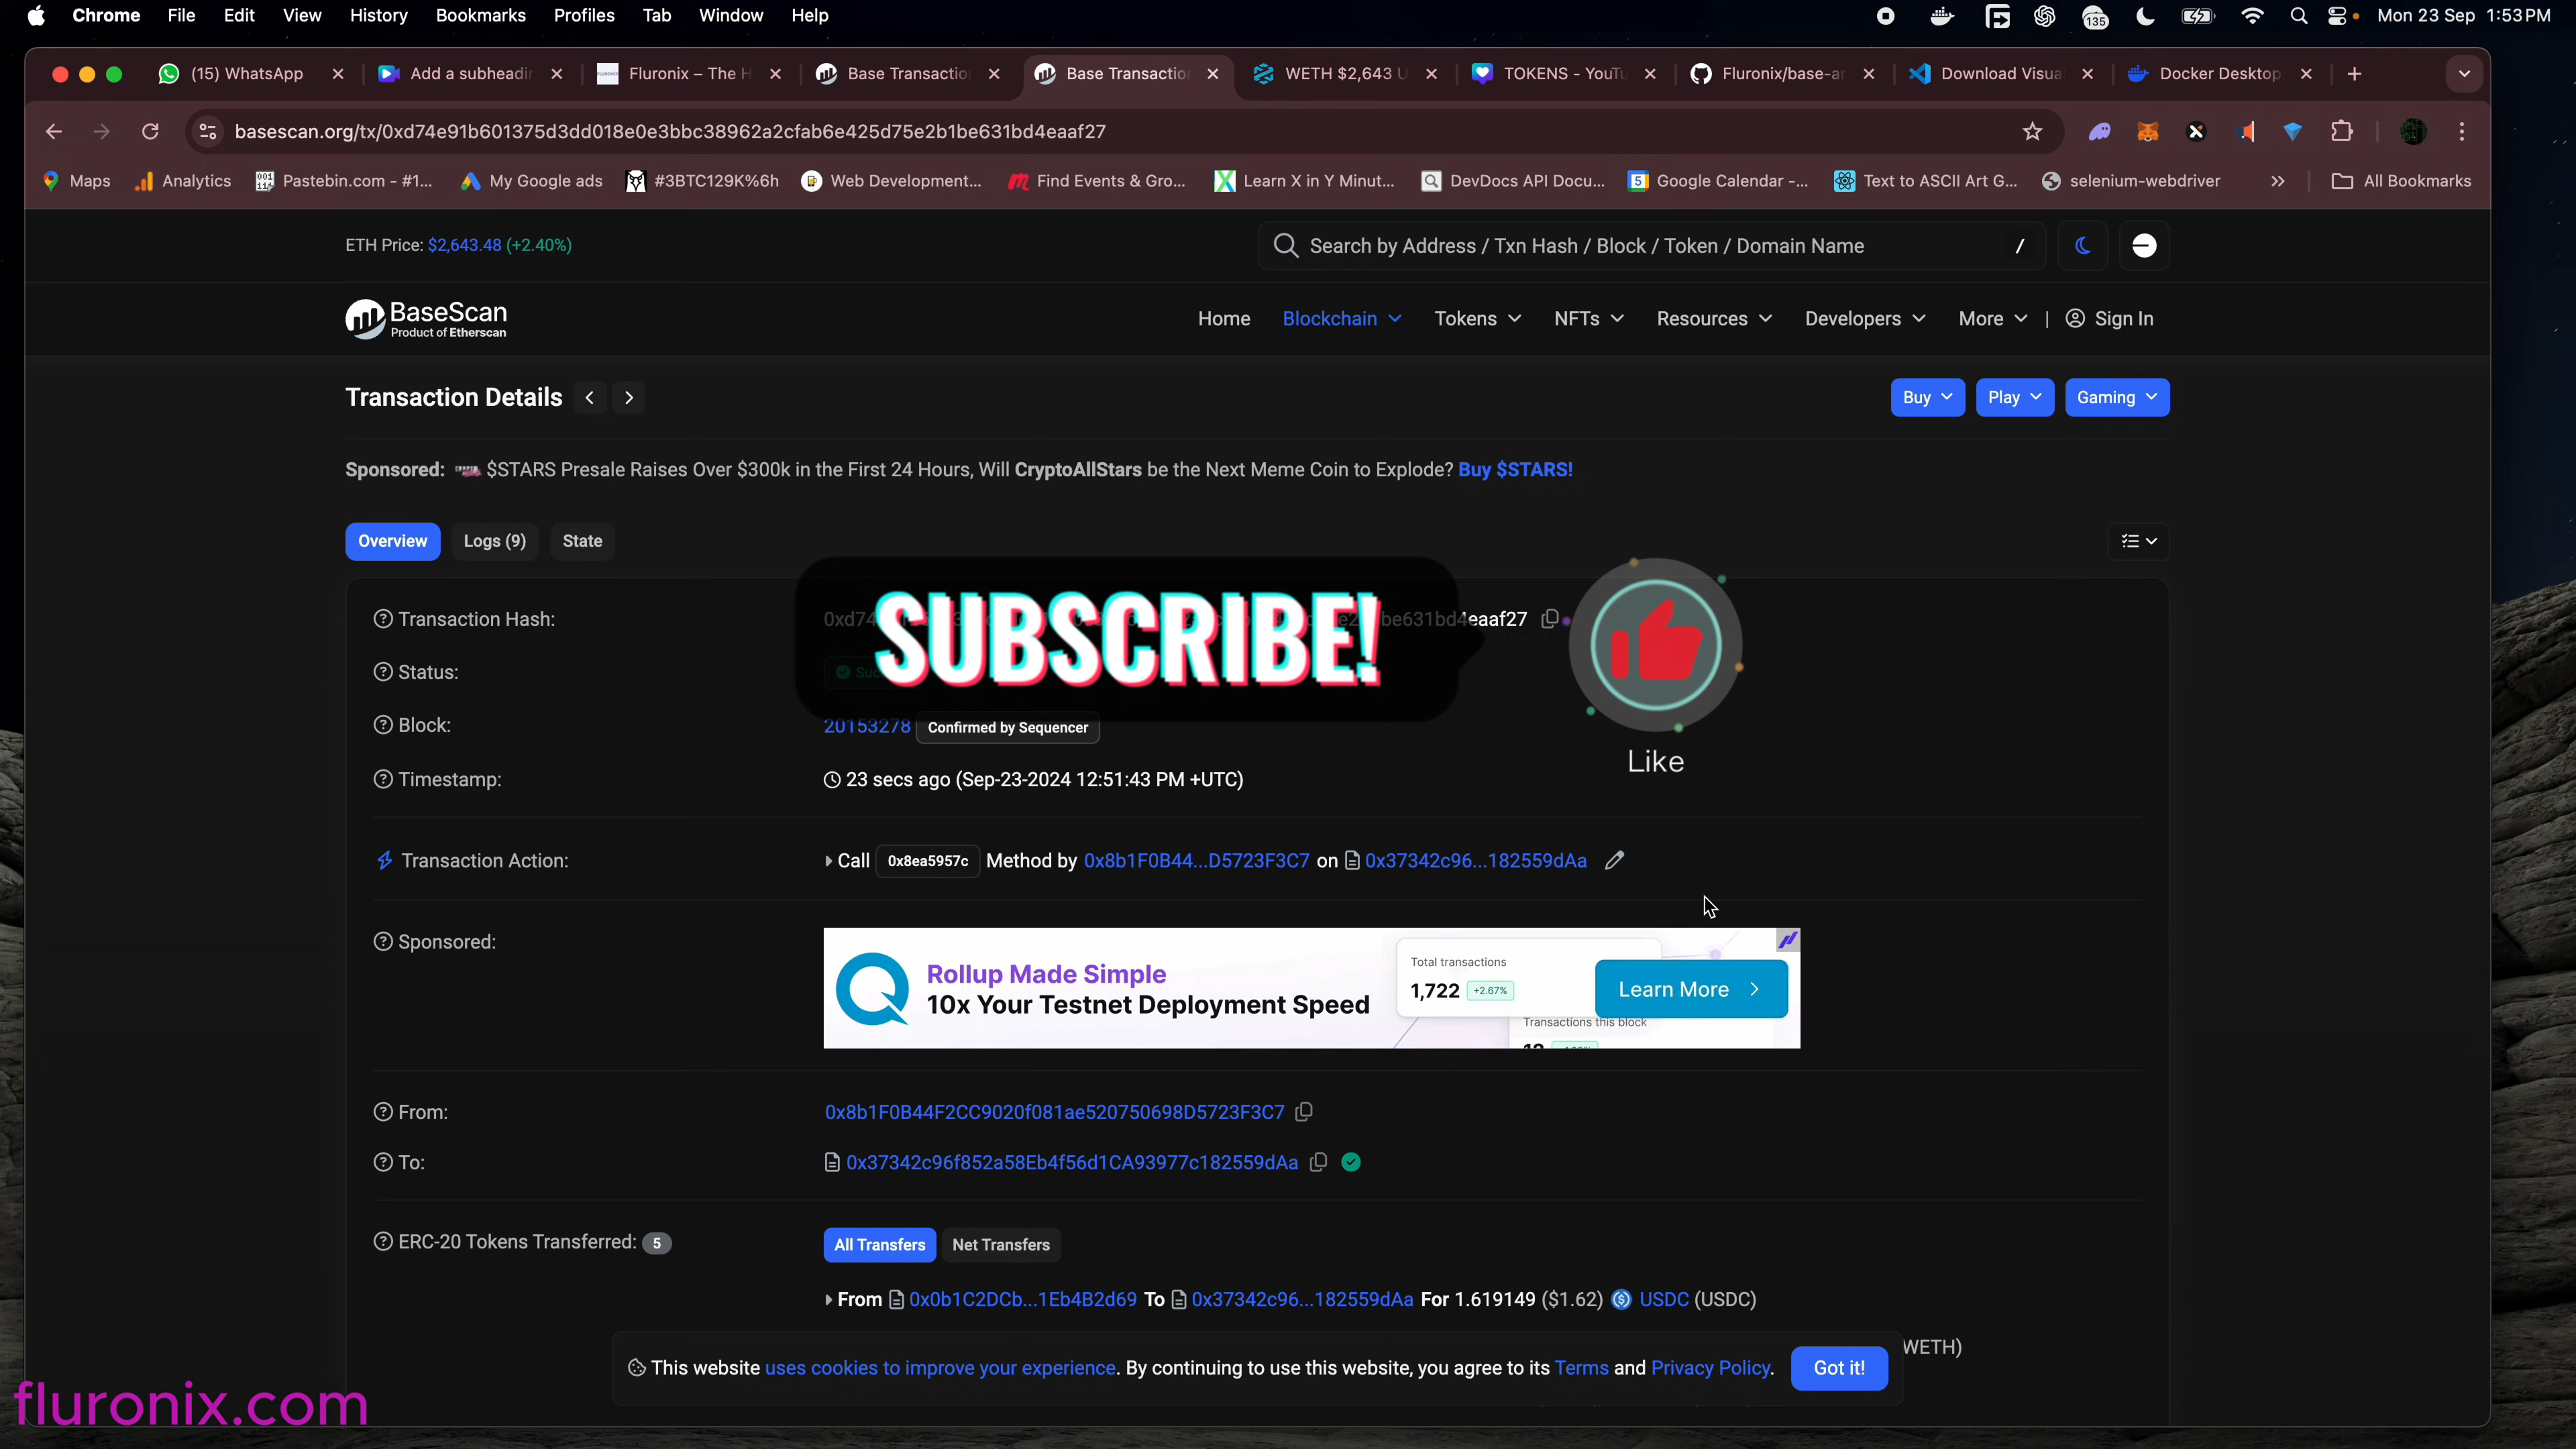 Chrome File Edit View History Bookmarks Profiles Tab Window Help 135 Mon 23 Sep 1:53 PM
(15) WhatsApp Add a subheadin Fluronix – The H Base Transactio Base Transactio WETH $2,643 U TOKENS - YouTu Fluronix/base-ar Download Visua Docker Desktop
basescan.org/tx/0xd74e91b601375d3dd018e0e3bbc38962a2cfab6e425d75e2b1be631bd4eaaf27
Maps Analytics Pastebin.com - #1... My Google ads #3BTC129K%6h Web Development... Find Events & Gro... Learn X in Y Minut... DevDocs API Docu... 5 Google Calendar -... Text to ASCII Art G... selenium-webdriver » All Bookmarks
ETH Price: $2,643.48 (+2.40%) Search by Address / Txn Hash / Block / Token / Domain Name /
BaseScan Home Blockchain Tokens NFTs Resources Developers More | Sign In
Product of Etherscan
Transaction Details Buy Play Gaming
Sponsored: $STARS Presale Raises Over $300k in the First 24 Hours, Will CryptoAllStars be the Next Meme Coin to Explode? Buy $STARS!
Overview Logs (9) State
Transaction Hash: 0xd74 be631bd4eaaf27
SUBSCRIBE!
Status:
Block: 20153278 Confirmed by Sequencer
Like
Timestamp: 23 secs ago (Sep-23-2024 12:51:43 PM +UTC)
Transaction Action: Call 0x8ea5957c Method by 0x8b1F0B44...D5723F3C7 on 0x37342c96...182559dAa
Sponsored:
Rollup Made Simple
10x Your Testnet Deployment Speed
Total transactions
1,722 +2.67%
Learn More
Transactions this block
From: 0x8b1F0B44F2CC9020f081ae520750698D5723F3C7
To: 0x37342c96f852a58Eb4f56d1CA93977c182559dAa
ERC-20 Tokens Transferred: 5 All Transfers Net Transfers
From 0x0b1C2DCb...1Eb4B2d69 To 0x37342c96...182559dAa For 1.619149 ($1.62) USDC (USDC)
WETH)
This website uses cookies to improve your experience. By continuing to use this website, you agree to its Terms and Privacy Policy. Got it!
fluronix.com